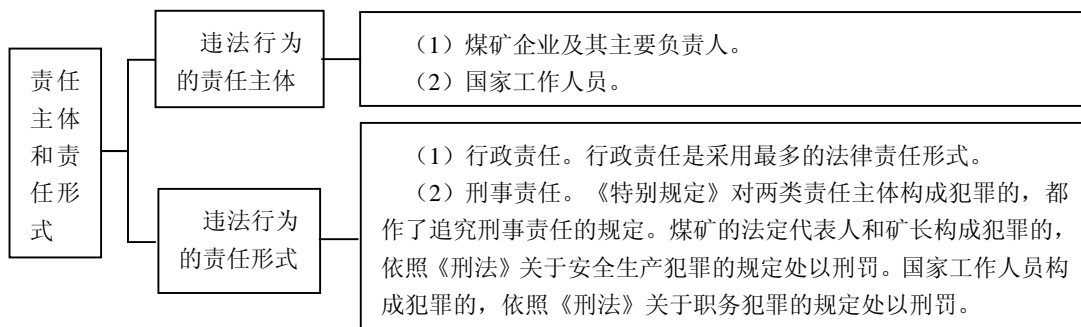 责任
主体
和责
任形
式
违法行为
的责任主体
（1）煤矿企业及其主要负责人。
（2）国家工作人员。
违法行为
的责任形式
（1）行政责任。行政责任是采用最多的法律责任形式。
（2）刑事责任。《特别规定》对两类责任主体构成犯罪的，都
作了追究刑事责任的规定。煤矿的法定代表人和矿长构成犯罪的，
依照《刑法》关于安全生产犯罪的规定处以刑罚。国家工作人员构
成犯罪的，依照《刑法》关于职务犯罪的规定处以刑罚。